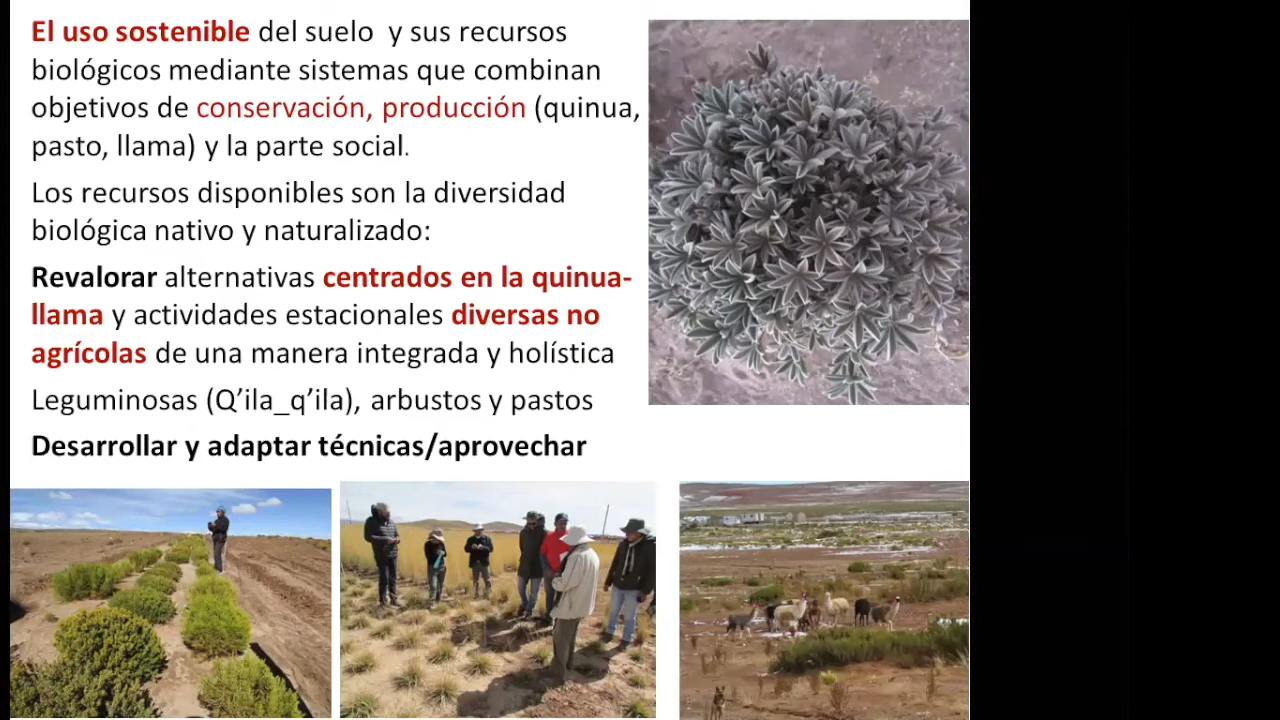 El uso sostenible del suelo y sus recursos
biológicos mediante sistemas que combinan
objetivos de conservación, producción (quinua,
pasto, llama) y la parte social.
Los recursos disponibles son la diversidad
biológica nativo y naturalizado:
Revalorar alternativas centrados en la quinua-
llama y actividades estacionales diversas no
agrícolas de una manera integrada y holística
Leguminosas (Q’ila_q’ila), arbustos y pastos
Desarrollar y adaptar técnicas/aprovechar